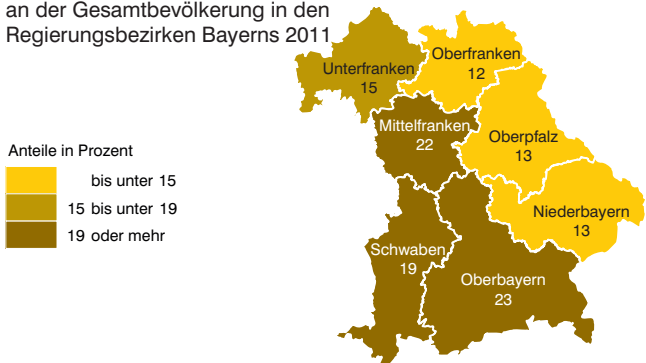 an der Gesamtbevölkerung in den
Regierungsbezirken Bayerns 2011
Anteile in Prozent
bis unter 15
15 bis unter 19
19 oder mehr
Unterfranken
15
Oberfranken
12
Mittelfranken
22
Oberpfalz
13
Niederbayern
13
Schwaben
19
Oberbayern
23